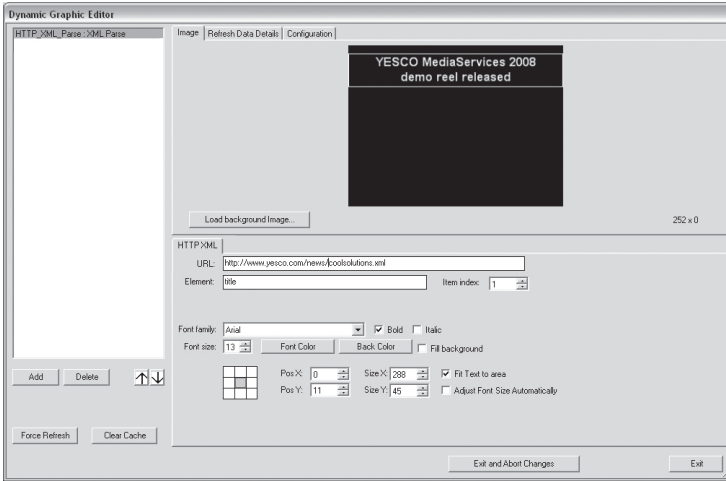 Dynamic Graphic Editor
HTTP_XML_Parse : XML Parse
Image
Refresh Data Details
Configuration
YESCO MediaServices 2008
demo reel released
Load background Image...
252 x 0
HTTP XML
URL: http://www.yesco.com/news/coolsolutions.xml
Element: title
Item index: 1
Font family: Arial
Bold
Italic
Font size: 13
Font Color
Back Color
Fill background
Pos X: 0
Size X: 288
Fit Text to area
Pos Y: 11
Size Y: 45
Adjust Font Size Automatically
Add
Delete
Force Refresh
Clear Cache
Exit and Abort Changes
Exit